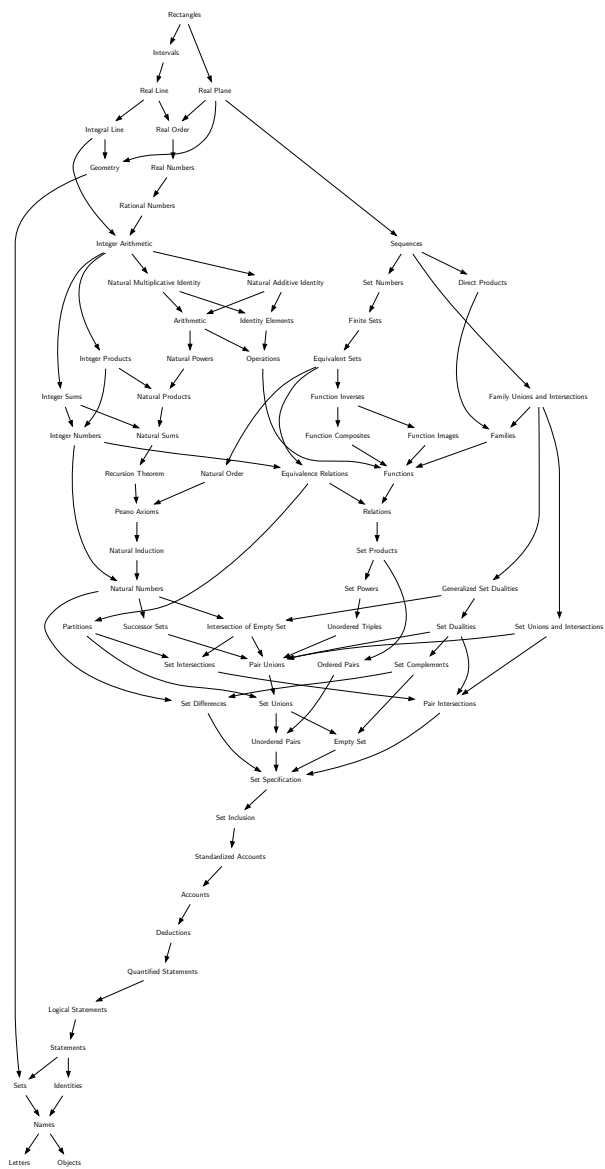 Rectangles
Intervals
Real Line
Real Plane
Integral Line
Real Order
Geometry
Real Numbers
Rational Numbers
Integer Arithmetic
Sequences
Natural Multiplicative Identity
Natural Additive Identity
Set Numbers
Direct Products
Arithmetic
Identity Elements
Finite Sets
Integer Products
Natural Powers
Operations
Equivalent Sets
Integer Sums
Natural Products
Function Inverses
Family Unions and Intersections
Integer Numbers
Natural Sums
Function Composites
Function Images
Families
Recursion Theorem
Natural Order
Equivalence Relations
Functions
Peano Axioms
Relations
Natural Induction
Set Products
Natural Numbers
Set Powers
Generalized Set Dualities
Partitions
Successor Sets
Intersection of Empty Set
Unordered Triples
Set Dualities
Set Unions and Intersections
Set Intersections
Pair Unions
Ordered Pairs
Set Complements
Set Differences
Set Unions
Pair Intersections
Unordered Pairs
Empty Set
Set Specification
Set Inclusion
Standardized Accounts
Accounts
Deductions
Quantified Statements
Logical Statements
Statements
Sets
Identities
Names
Letters
Objects